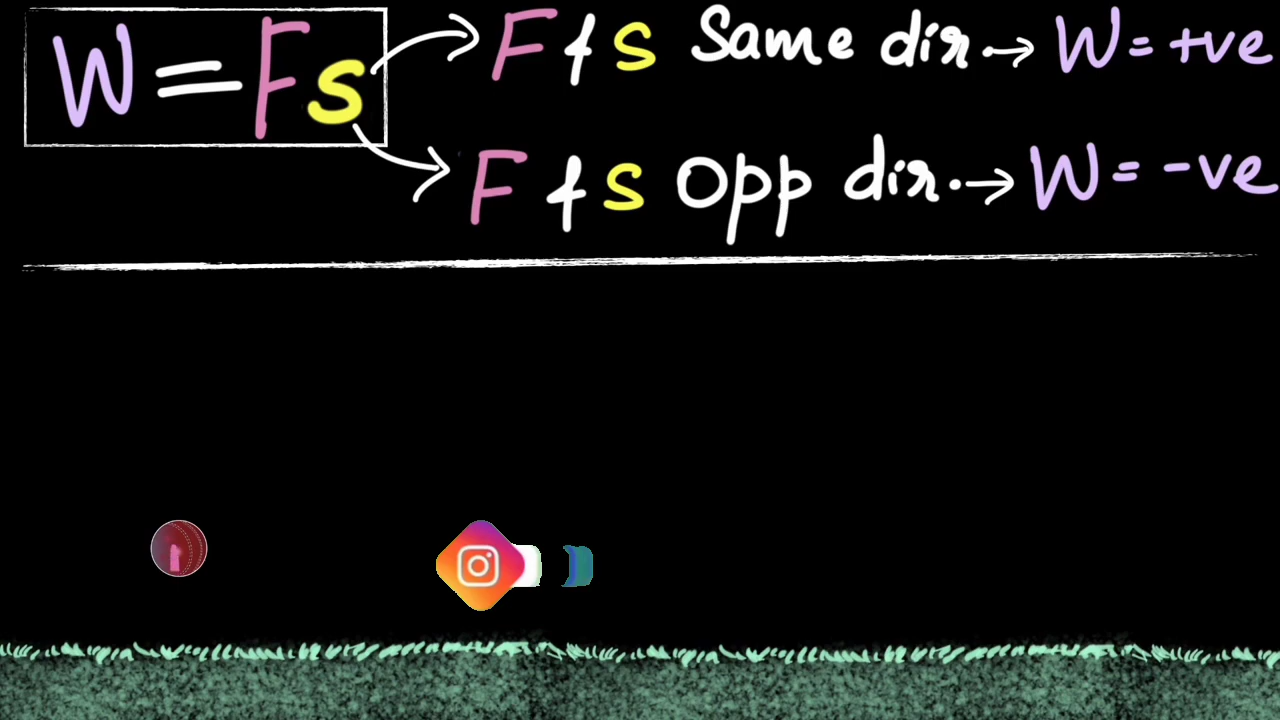 W = Fs
F & s Same dir. → W = +ve
F & s Opp dir. → W = -ve